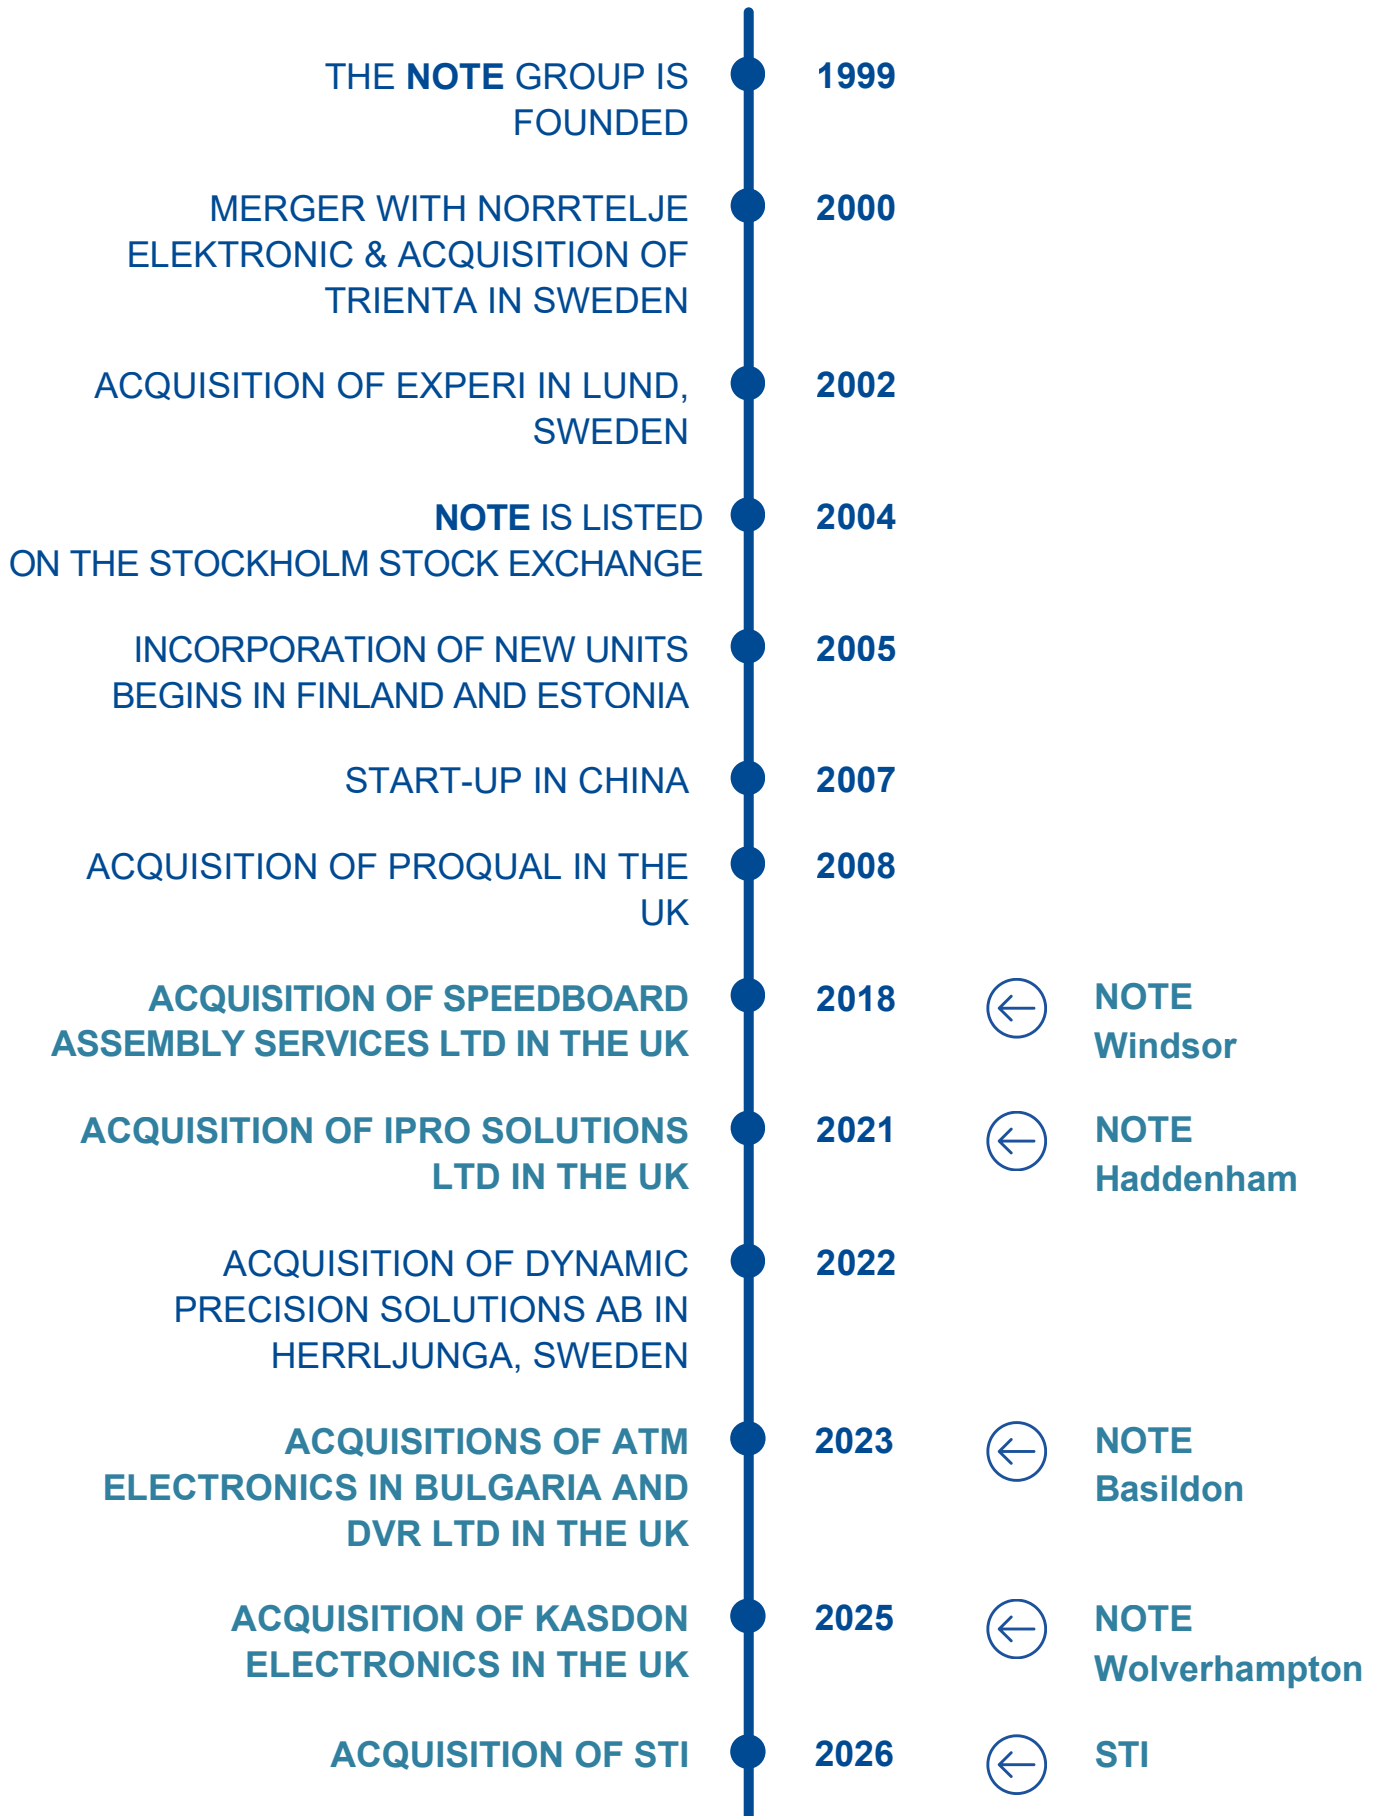 THE NOTE GROUP IS
FOUNDED
1999
MERGER WITH NORRTELJE
ELEKTRONIC & ACQUISITION OF
TRIENTA IN SWEDEN
2000
ACQUISITION OF EXPERI IN LUND,
SWEDEN
2002
NOTE IS LISTED
ON THE STOCKHOLM STOCK EXCHANGE
2004
INCORPORATION OF NEW UNITS
BEGINS IN FINLAND AND ESTONIA
2005
START-UP IN CHINA
2007
ACQUISITION OF PROQUAL IN THE
UK
2008
ACQUISITION OF SPEEDBOARD
ASSEMBLY SERVICES LTD IN THE UK
2018
NOTE
Windsor
ACQUISITION OF IPRO SOLUTIONS
LTD IN THE UK
2021
NOTE
Haddenham
ACQUISITION OF DYNAMIC
PRECISION SOLUTIONS AB IN
HERRLJUNGA, SWEDEN
2022
ACQUISITIONS OF ATM
ELECTRONICS IN BULGARIA AND
DVR LTD IN THE UK
2023
NOTE
Basildon
ACQUISITION OF KASDON
ELECTRONICS IN THE UK
2025
NOTE
Wolverhampton
ACQUISITION OF STI
2026
STI